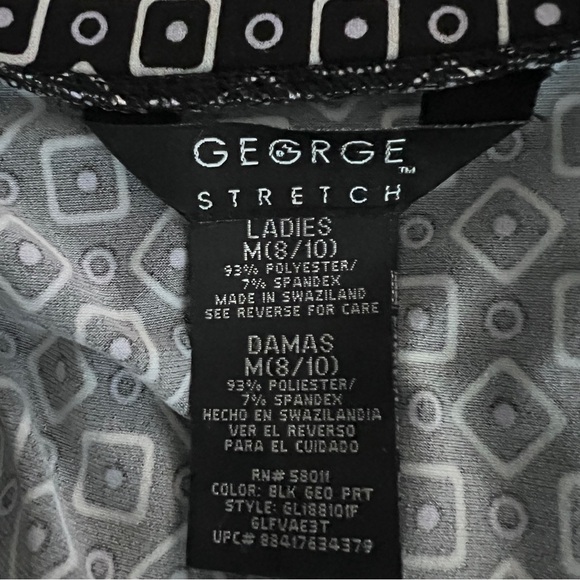 GEORGE™
STRETCH
LADIES
M(8/10)
93% POLYESTER/
7% SPANDEX
MADE IN SWAZILAND
SEE REVERSE FOR CARE
DAMAS
M(8/10)
93% POLIESTER/
7% SPANDEX
HECHO EN SWAZILANDIA
VER EL REVERSO
PARA EL CUIDADO
RN# 58011
COLOR: BLK GEO PRT
STYLE: GL188101F
GLFVAE3T
UPC# 88417634379